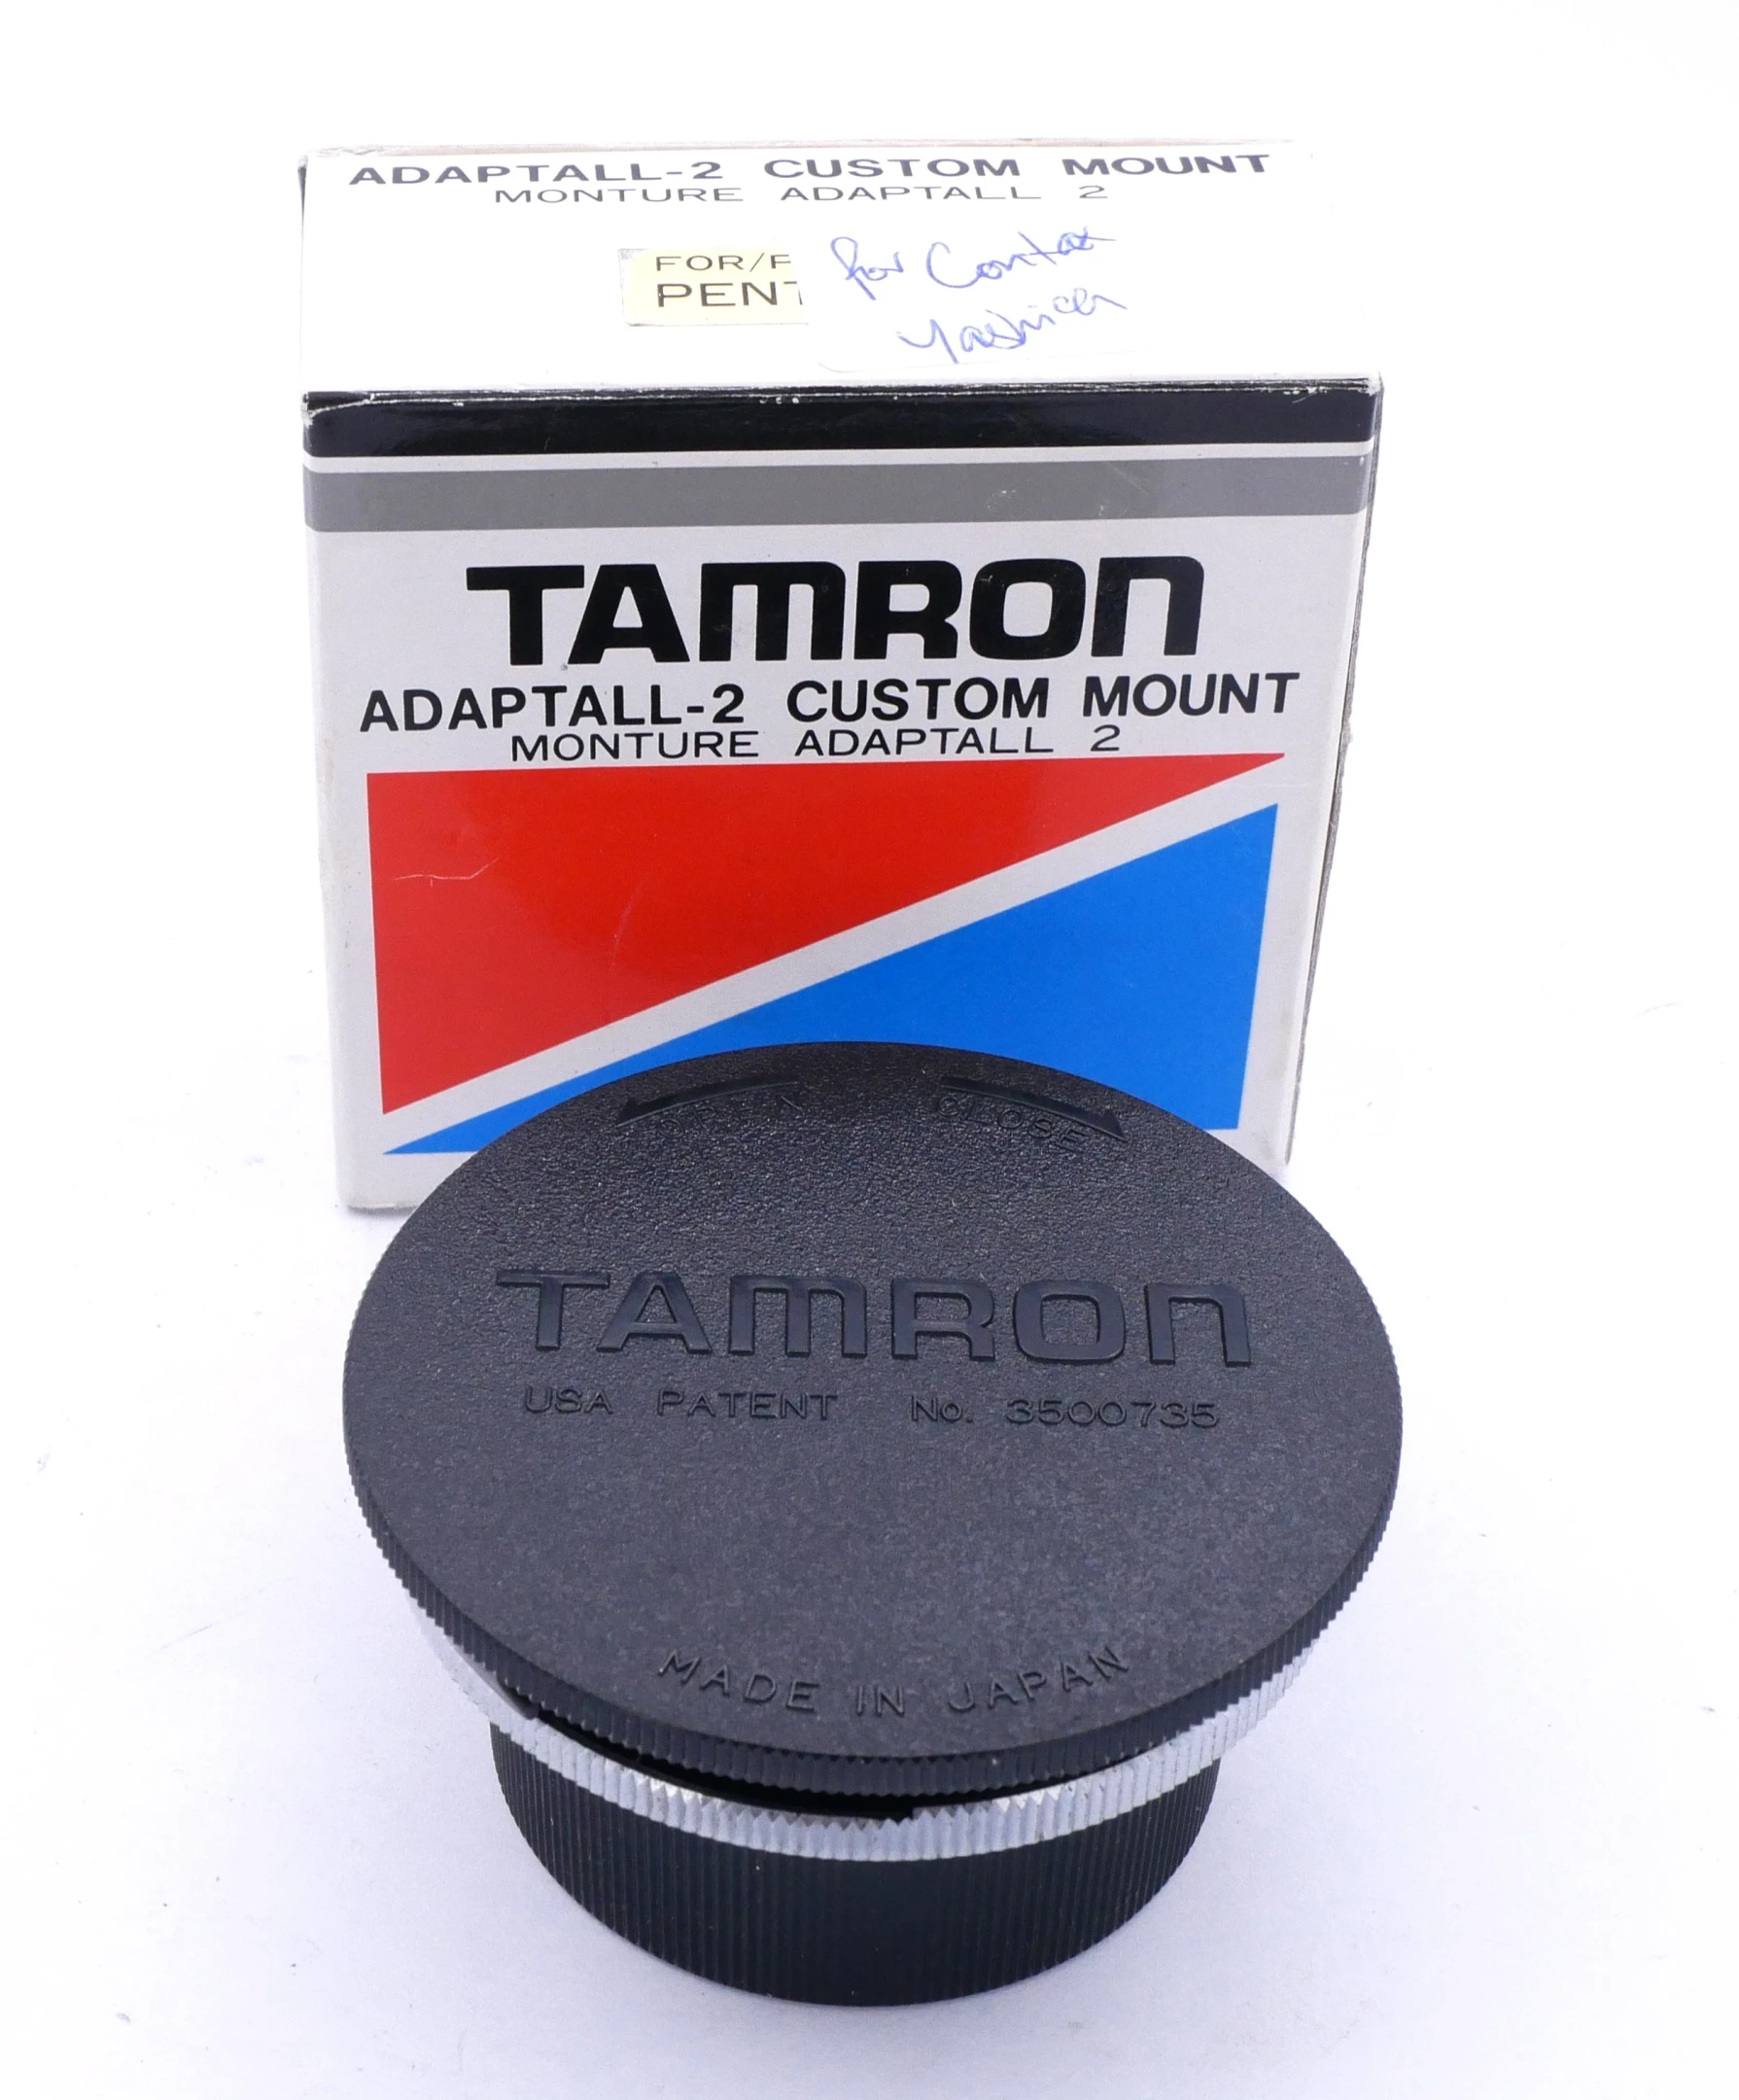 ADAPTALL-2 CUSTOM MOUNT
MONTURE ADAPTALL 2
FOR/F
PENT
for Contax
Yashica
TAMRON
ADAPTALL-2 CUSTOM MOUNT
MONTURE ADAPTALL 2
OPEN CLOSE
TAMRON
USA PATENT No. 3500735
MADE IN JAPAN